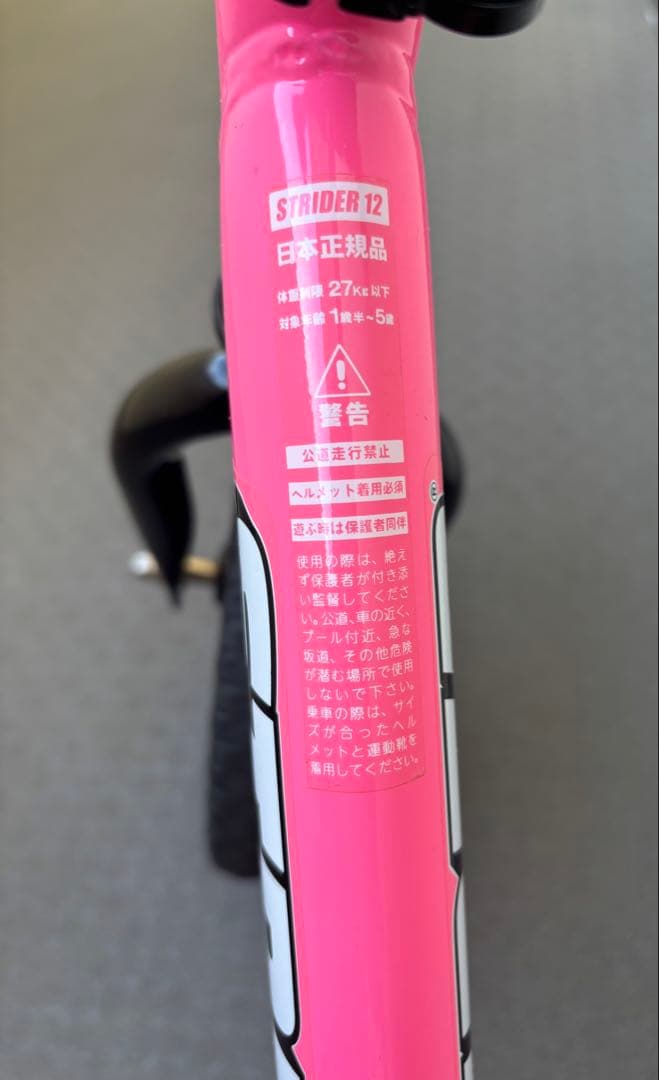 STRIDER 12
日本正規品
体重制限 27KG以下
対象年齢 1歳半~5歳
警告
公道走行禁止
ヘルメット着用必須
遊ぶ時は保護者同伴
使用の際は、絶え
ず保護者が付き添
い監督してくださ
い。公道、車の近く、
プール付近、急な
坂道、その他危険
が潜む場所で使用
しないで下さい。
乗車の際は、サイ
ズが合ったヘル
メットと運動靴を
着用してください。